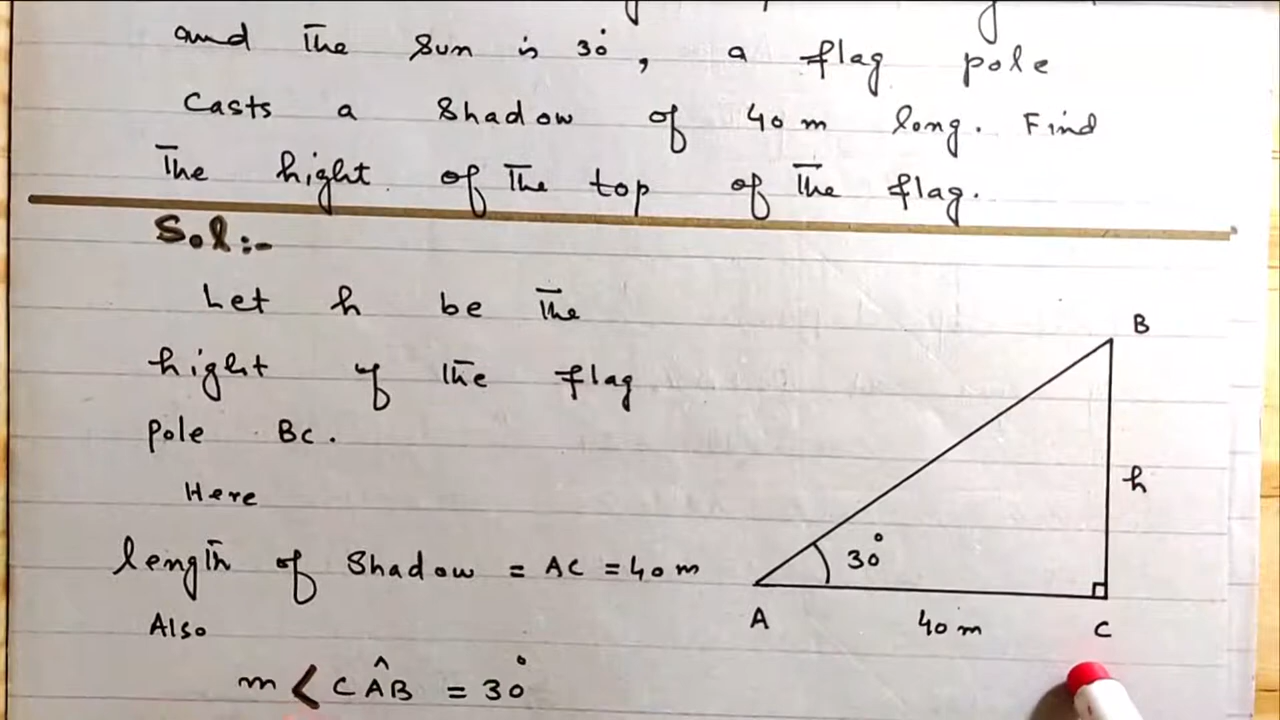 and the Sun is 30°, a flag pole
Casts a Shadow of 40 m long. Find
The hight of The top of The flag.
Sol:-
Let h be the
hight of the flag
pole BC.
Here
length of Shadow = AC = 40 m
Also
m < CÂB = 30°
B
h
30°
A
40 m
C